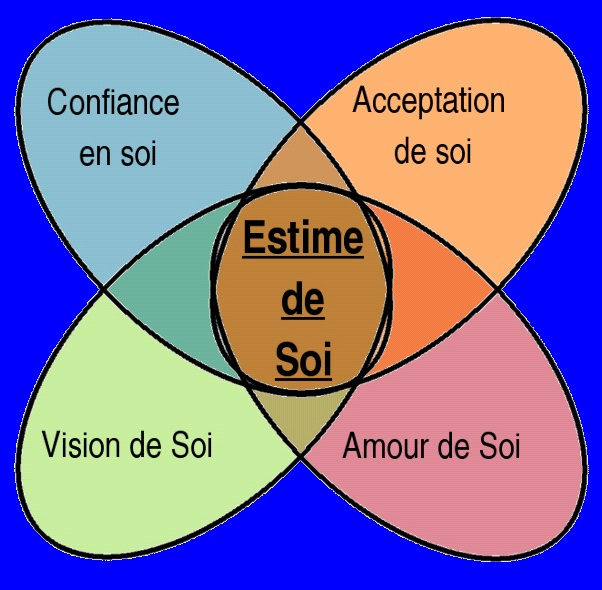 Confiance
en soi
Acceptation
de soi
Estime
de
Soi
Vision de Soi
Amour de Soi